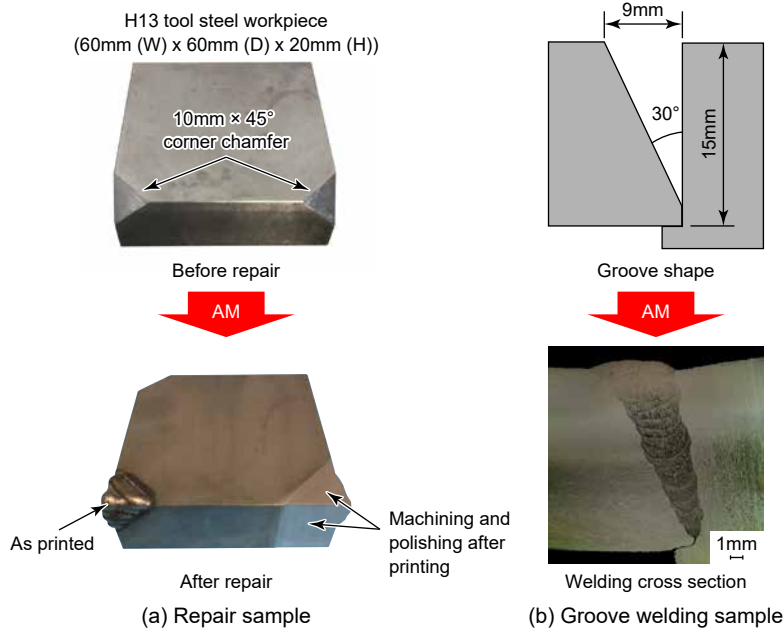 H13 tool steel workpiece
(60mm (W) x 60mm (D) x 20mm (H))
10mm × 45°
corner chamfer
Before repair
AM
As printed
Machining and
polishing after
printing
After repair
(a) Repair sample
9mm
30°
15mm
Groove shape
AM
1mm
Welding cross section
(b) Groove welding sample